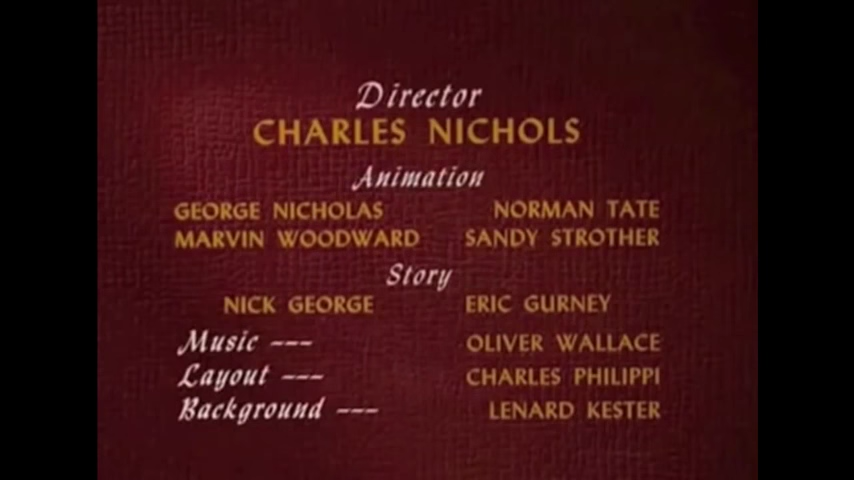 Director
CHARLES NICHOLS
Animation
GEORGE NICHOLAS NORMAN TATE
MARVIN WOODWARD SANDY STROTHER
Story
NICK GEORGE ERIC GURNEY
Music --- OLIVER WALLACE
Layout --- CHARLES PHILIPPI
Background --- LENARD KESTER